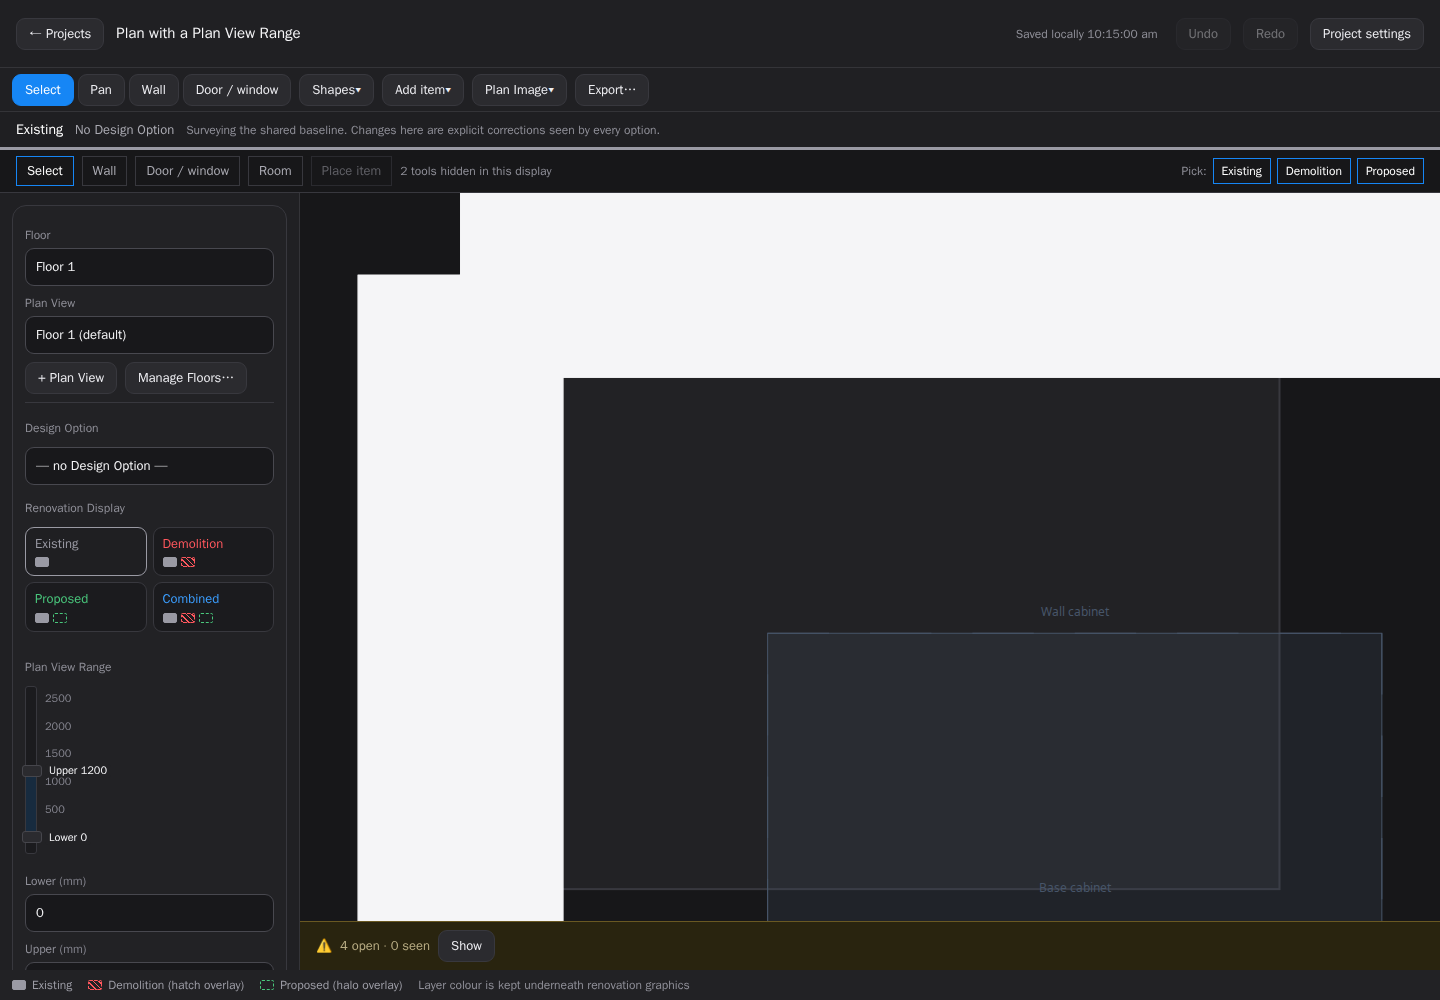 ← Projects
Plan with a Plan View Range
Saved locally 10:15:00 am
Undo
Redo
Project settings
Select
Pan
Wall
Door / window
Shapes▾
Add item▾
Plan Image▾
Export⋯
Existing
No Design Option
Surveying the shared baseline. Changes here are explicit corrections seen by every option.
Select
Wall
Door / window
Room
Place item
2 tools hidden in this display
Pick:
Existing
Demolition
Proposed
Floor
Floor 1
Plan View
Floor 1 (default)
+ Plan View
Manage Floors⋯
Design Option
— no Design Option —
Renovation Display
Existing
Demolition
Proposed
Combined
Plan View Range
2500
2000
1500
Upper 1200
1000
500
Lower 0
Lower (mm)
0
Upper (mm)
Wall cabinet
Base cabinet
4 open · 0 seen
Show
Existing
Demolition (hatch overlay)
Proposed (halo overlay)
Layer colour is kept underneath renovation graphics